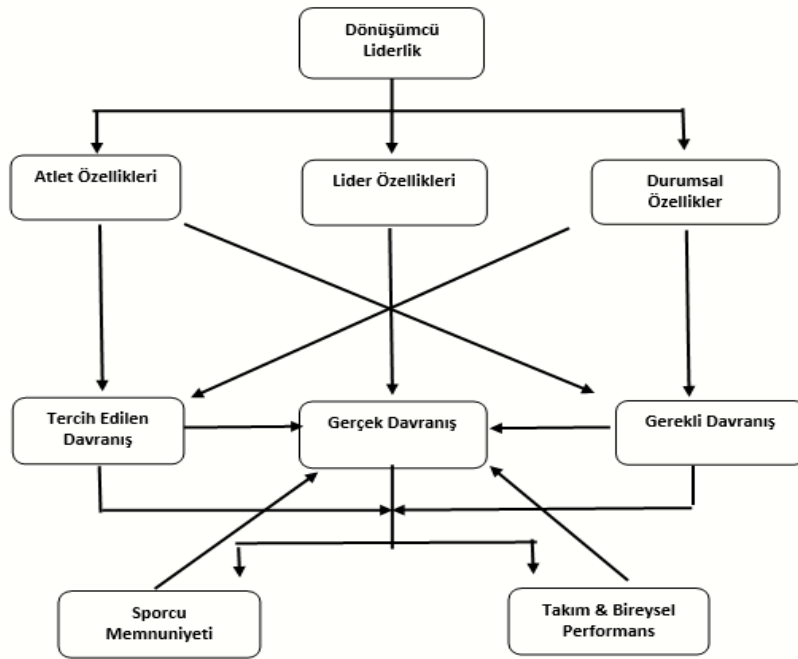 Dönüşümcü
Liderlik
Atlet Özellikleri
Lider Özellikleri
Durumsal
Özellikler
Tercih Edilen
Davranış
Gerçek Davranış
Gerekli Davranış
Sporcu
Memnuniyeti
Takım & Bireysel
Performans